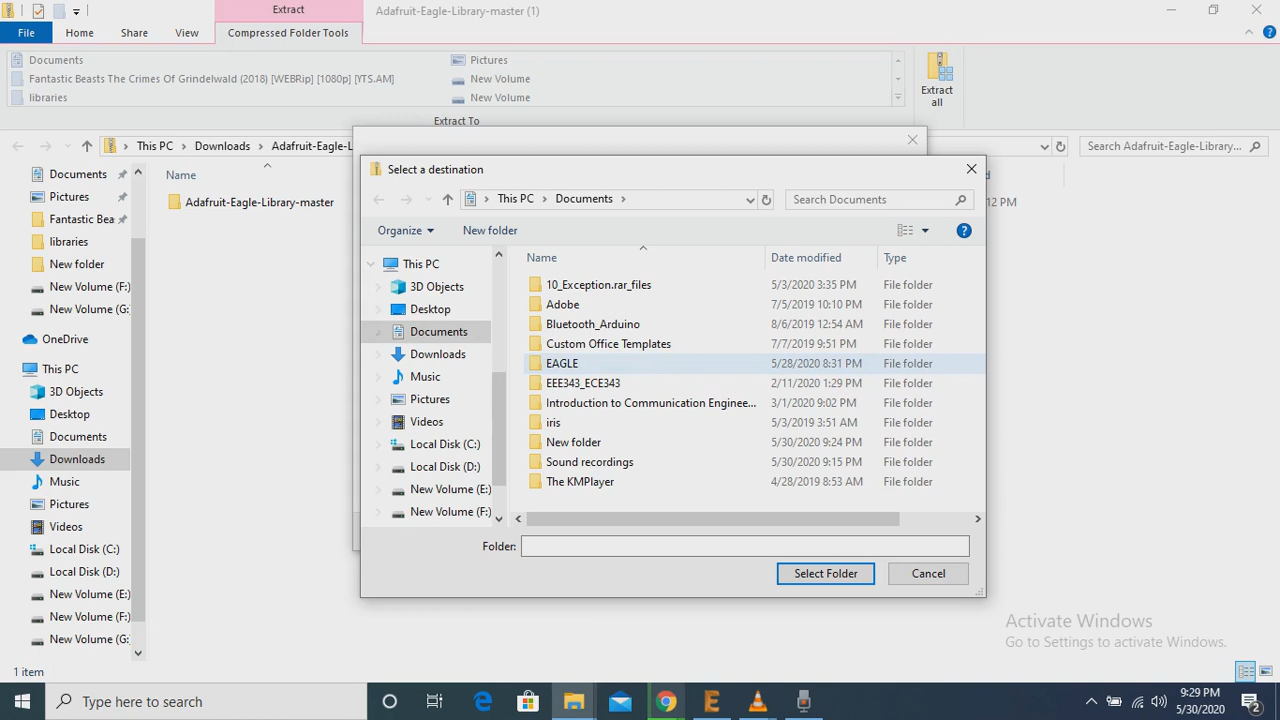 Extract
Adafruit-Eagle-Library-master (1)
File
Home
Share
View
Compressed Folder Tools
Documents
Fantastic Beasts The Crimes Of Grindelwald (2018) [WEBRip] [1080p] [YTS.AM]
libraries
Pictures
New Volume
New Volume
Extract all
Extract To
This PC > Downloads > Adafruit-Eagle-L
Search Adafruit-Eagle-Library...
Documents
Pictures
Fantastic Bea
libraries
New folder
New Volume (F:)
New Volume (G:
OneDrive
This PC
3D Objects
Desktop
Documents
Downloads
Music
Pictures
Videos
Local Disk (C:)
Local Disk (D:)
New Volume (E:)
New Volume (F:)
New Volume (G:
Name
Adafruit-Eagle-Library-master
d
12 PM
Select a destination
This PC > Documents >
Search Documents
Organize
New folder
This PC
3D Objects
Desktop
Documents
Downloads
Music
Pictures
Videos
Local Disk (C:)
Local Disk (D:)
New Volume (E:)
New Volume (F:)
Name Date modified Type
10_Exception.rar_files 5/3/2020 3:35 PM File folder
Adobe 7/5/2019 10:10 PM File folder
Bluetooth_Arduino 8/6/2019 12:54 AM File folder
Custom Office Templates 7/7/2019 9:51 PM File folder
EAGLE 5/28/2020 8:31 PM File folder
EEE343_ECE343 2/11/2020 1:29 PM File folder
Introduction to Communication Enginee... 3/1/2020 9:02 PM File folder
iris 5/3/2019 3:51 AM File folder
New folder 5/30/2020 9:24 PM File folder
Sound recordings 5/30/2020 9:15 PM File folder
The KMPlayer 4/28/2019 8:53 AM File folder
Folder:
Select Folder
Cancel
Activate Windows
Go to Settings to activate Windows.
1 item
Type here to search
9:29 PM
5/30/2020
2